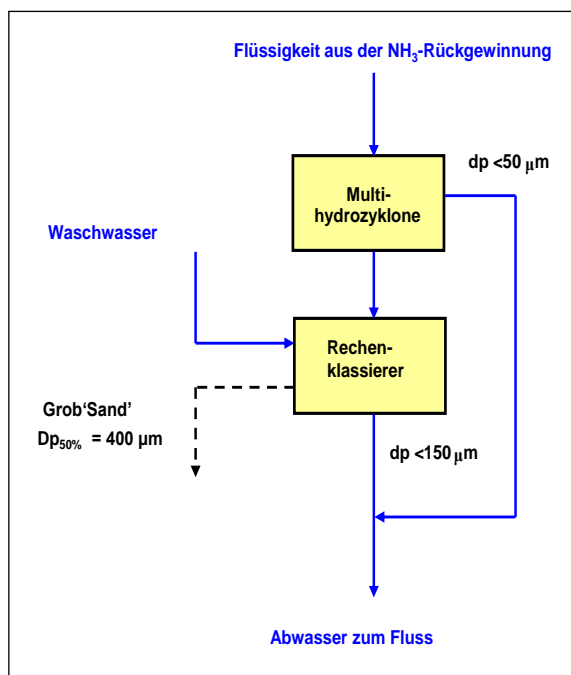 Flüssigkeit aus der NH₃-Rückgewinnung
dp <50 µm
Multi-
hydrozyklone
Waschwasser
Rechen-
klassierer
Grob‘Sand’
Dp50% = 400 µm
dp <150 µm
Abwasser zum Fluss